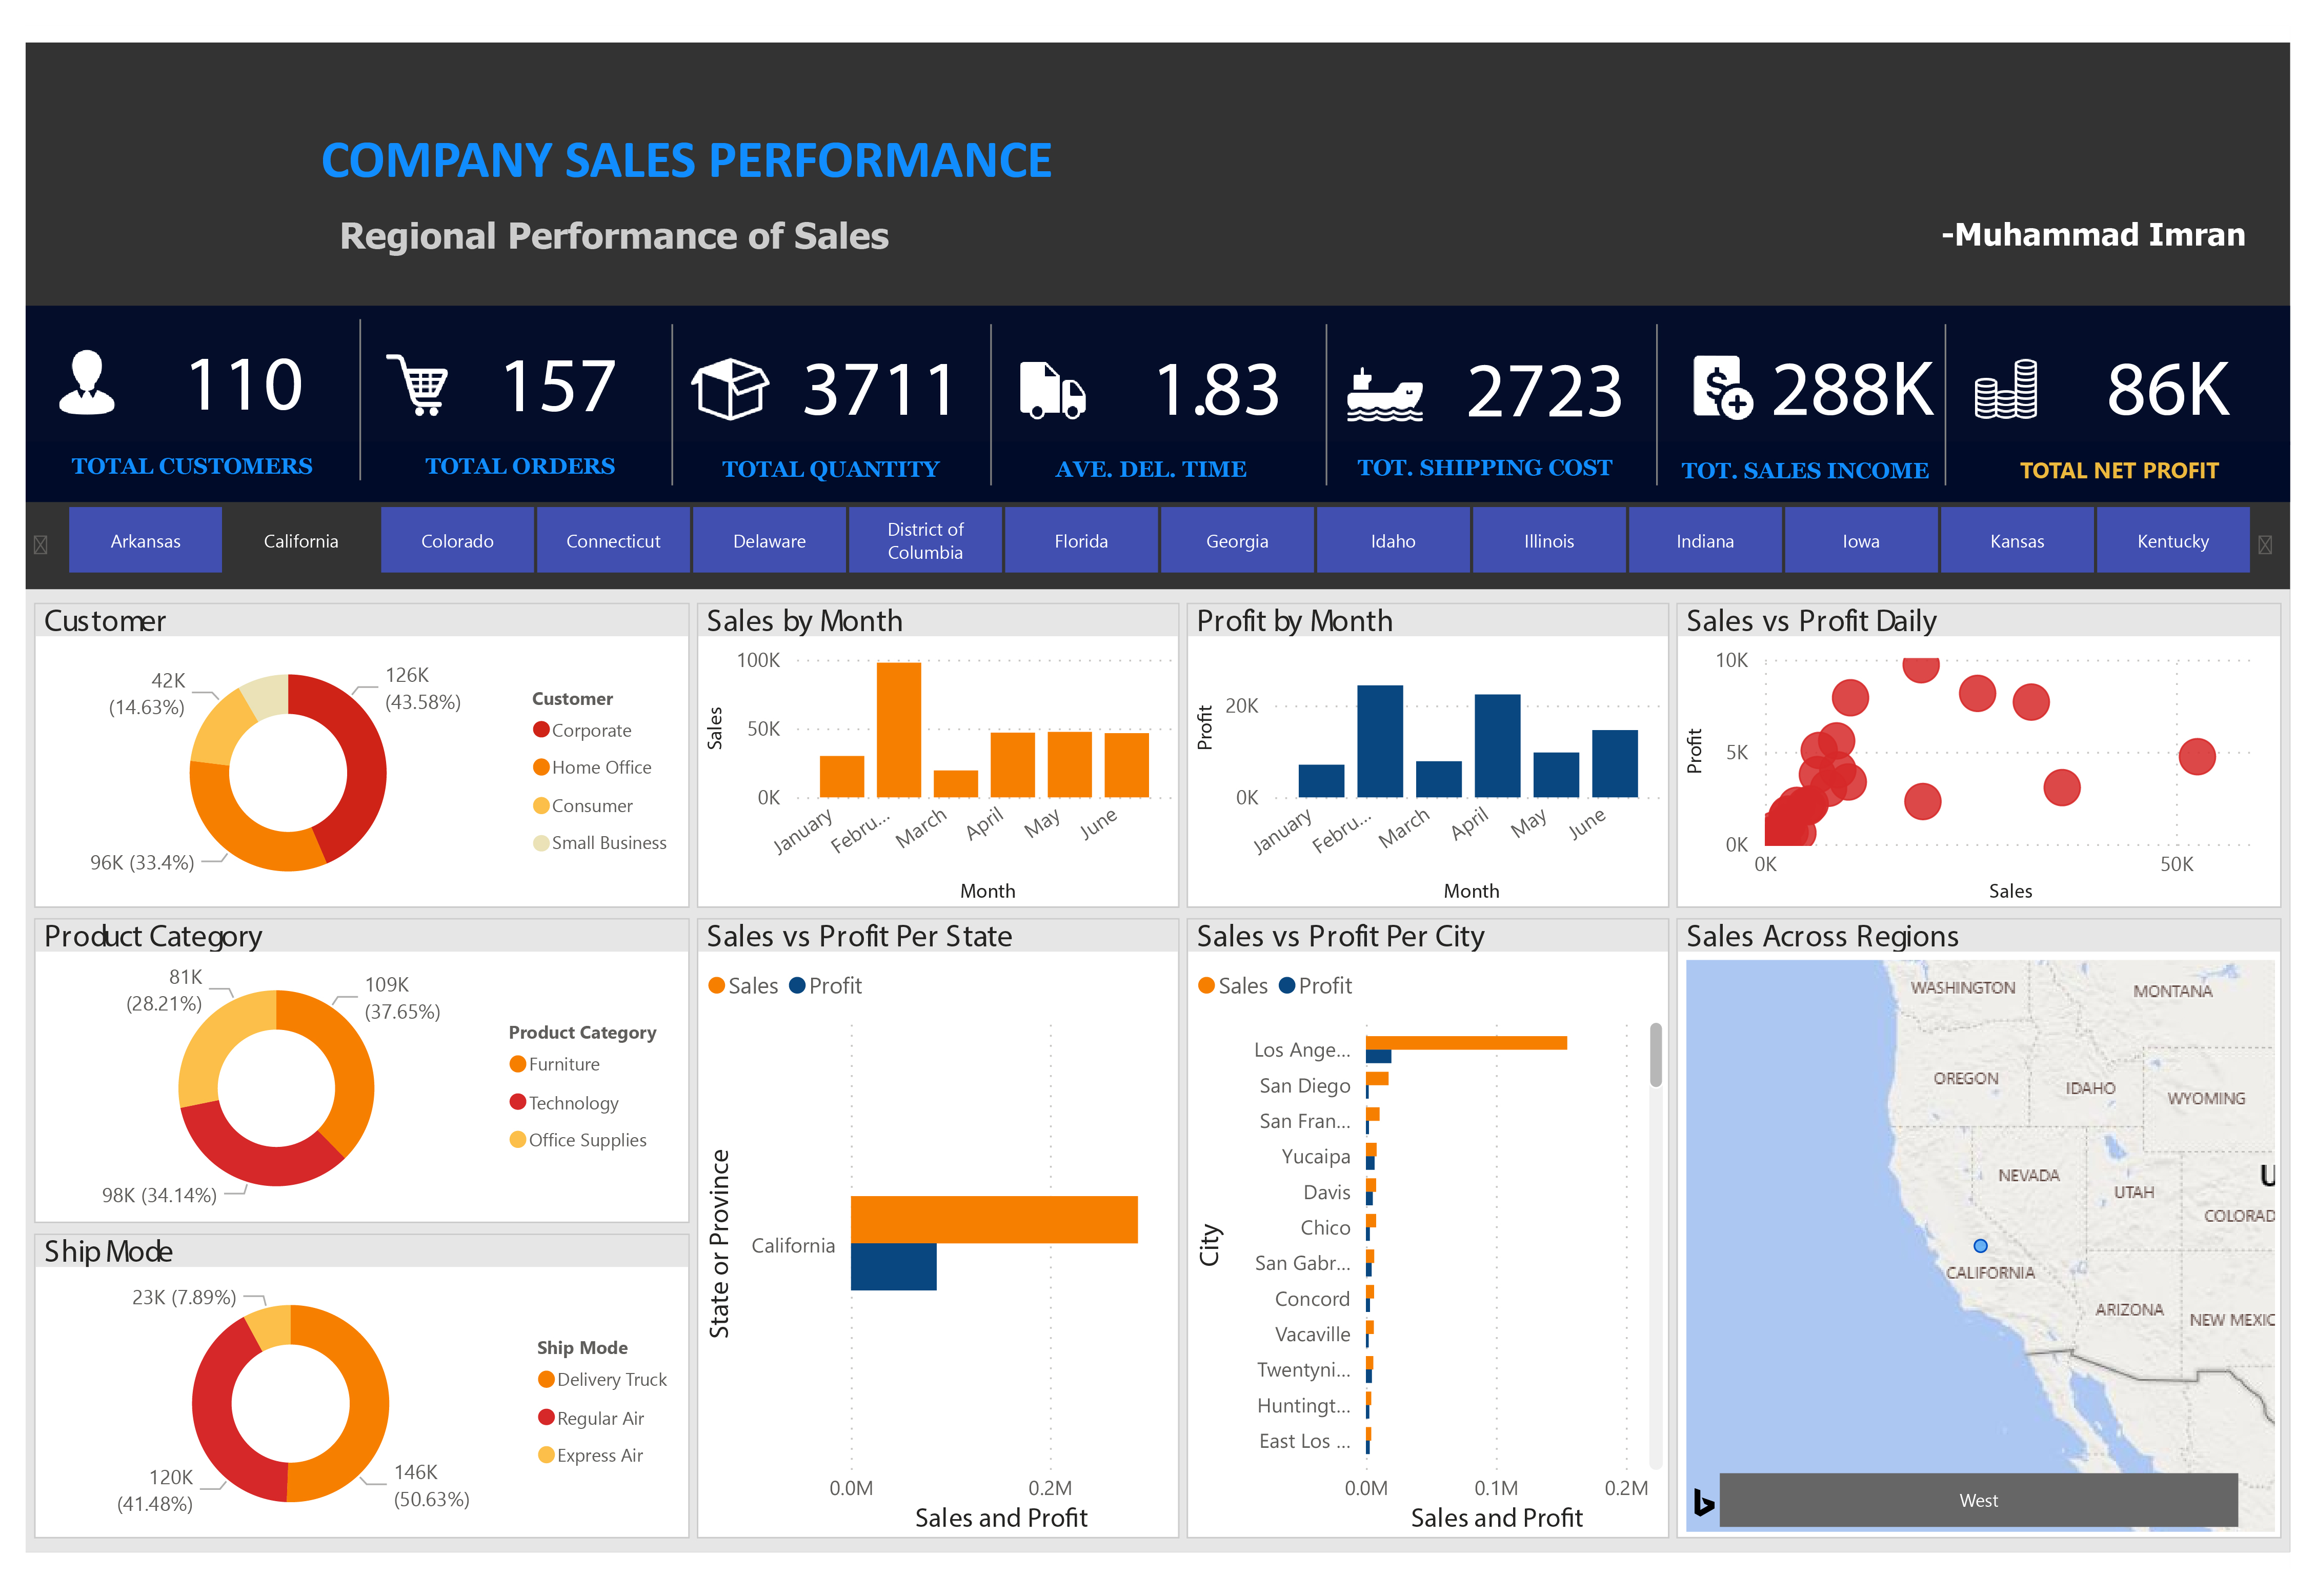 COMPANY SALES PERFORMANCE
Regional Performance of Sales
-Muhammad Imran
110
157
3711
1.83
2723
288K
86K
TOTAL CUSTOMERS
TOTAL ORDERS
TOTAL QUANTITY
AVE. DEL. TIME
TOT. SHIPPING COST
TOT. SALES INCOME
TOTAL NET PROFIT
Arkansas
California
Colorado
Connecticut
Delaware
District of
Columbia
Florida
Georgia
Idaho
Illinois
Indiana
Iowa
Kansas
Kentucky
Customer
42K
(14.63%)
126K
(43.58%)
96K (33.4%)
Customer
Corporate
Home Office
Consumer
Small Business
Sales by Month
Sales
100K
50K
0K
January
Febru...
March
April
May
June
Month
Profit by Month
Profit
20K
0K
January
Febru...
March
April
May
June
Month
Sales vs Profit Daily
Profit
10K
5K
0K
0K
50K
Sales
Product Category
81K
(28.21%)
109K
(37.65%)
98K (34.14%)
Product Category
Furniture
Technology
Office Supplies
Ship Mode
23K (7.89%)
120K
(41.48%)
146K
(50.63%)
Ship Mode
Delivery Truck
Regular Air
Express Air
Sales vs Profit Per State
Sales
Profit
State or Province
California
0.0M
0.2M
Sales and Profit
Sales vs Profit Per City
Sales
Profit
City
Los Ange...
San Diego
San Fran...
Yucaipa
Davis
Chico
San Gabr...
Concord
Vacaville
Twentyni...
Huntingt...
East Los ...
0.0M
0.1M
0.2M
Sales and Profit
Sales Across Regions
WASHINGTON
MONTANA
OREGON
IDAHO
WYOMING
NEVADA
UTAH
U
COLORAD
CALIFORNIA
ARIZONA
NEW MEXIC
West